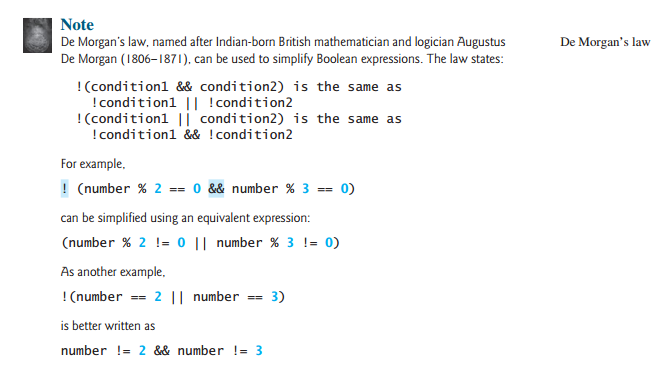 Note
De Morgan's law, named after Indian-born British mathematician and logician Augustus
De Morgan (1806–1871), can be used to simplify Boolean expressions. The law states:
De Morgan's law
!(condition1 && condition2) is the same as
!condition1 || !condition2
!(condition1 || condition2) is the same as
!condition1 && !condition2
For example,
! (number % 2 == 0 && number % 3 == 0)
can be simplified using an equivalent expression:
(number % 2 != 0 || number % 3 != 0)
As another example,
!(number == 2 || number == 3)
is better written as
number != 2 && number != 3